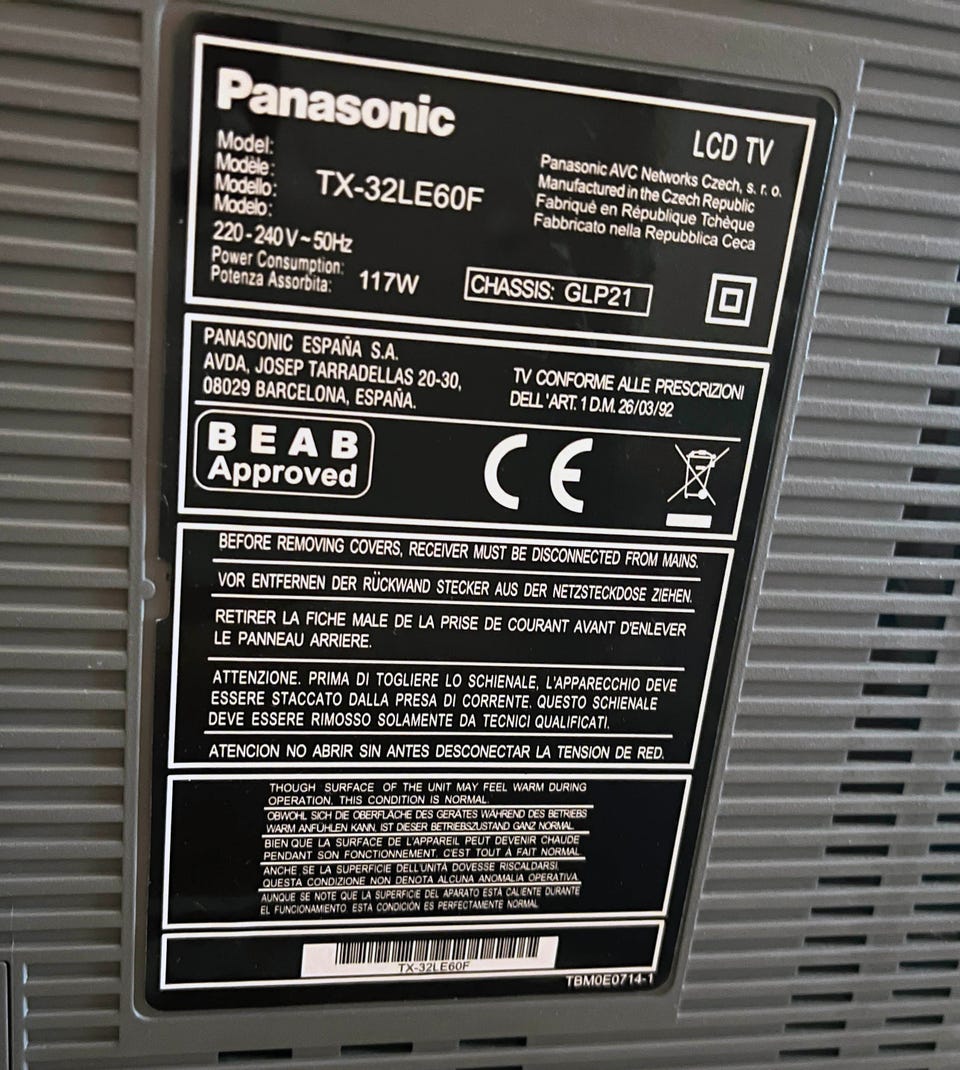 Panasonic
LCD TV
Model:
Modèle:
Modello:
Modelo:
TX-32LE60F
Panasonic AVC Networks Czech, s. r. o.
Manufactured in the Czech Republic
Fabriqué en République Tchèque
Fabbricato nella Repubblica Ceca
220-240V~50Hz
Power Consumption:
Potenza Assorbita:
117W
CHASSIS: GLP21
PANASONIC ESPAÑA S.A.
AVDA, JOSEP TARRADELLAS 20-30,
08029 BARCELONA, ESPAÑA.
TV CONFORME ALLE PRESCRIZIONI
DELL'ART. 1 D.M. 26/03/92
BEAB
Approved
CE
BEFORE REMOVING COVERS, RECEIVER MUST BE DISCONNECTED FROM MAINS.
VOR ENTFERNEN DER RÜCKWAND STECKER AUS DER NETZSTECKDOSE ZIEHEN.
RETIRER LA FICHE MALE DE LA PRISE DE COURANT AVANT D'ENLEVER
LE PANNEAU ARRIERE.
ATTENZIONE. PRIMA DI TOGLIERE LO SCHIENALE, L'APPARECCHIO DEVE
ESSERE STACCATO DALLA PRESA DI CORRENTE. QUESTO SCHIENALE
DEVE ESSERE RIMOSSO SOLAMENTE DA TECNICI QUALIFICATI.
ATENCION NO ABRIR SIN ANTES DESCONECTAR LA TENSION DE RED.
THOUGH SURFACE OF THE UNIT MAY FEEL WARM DURING
OPERATION. THIS CONDITION IS NORMAL.
OBWOHL SICH DIE OBERFLACHE DES GERATES WÄHREND DES BETRIEBS
WARM ANFÜHLEN KANN, IST DIESER BETRIEBSZUSTAND GANZ NORMAL.
BIEN QUE LA SURFACE DE L'APPAREIL PEUT DEVENIR CHAUDE
PENDANT SON FONCTIONNEMENT. C'EST TOUT À FAIT NORMAL.
ANCHE SE LA SUPERFICIE DELL'UNITÀ DOVESSE RISCALDARSI,
QUESTA CONDIZIONE NON DENOTA ALCUNA ANOMALIA OPERATIVA.
AUNQUE SE NOTE QUE LA SUPERFICIE DEL APARATO ESTA CALIENTE DURANTE
EL FUNCIONAMIENTO. ESTA CONDICION ES PERFECTAMENTE NORMAL
TX-32LE60F
TBM0E0714-1